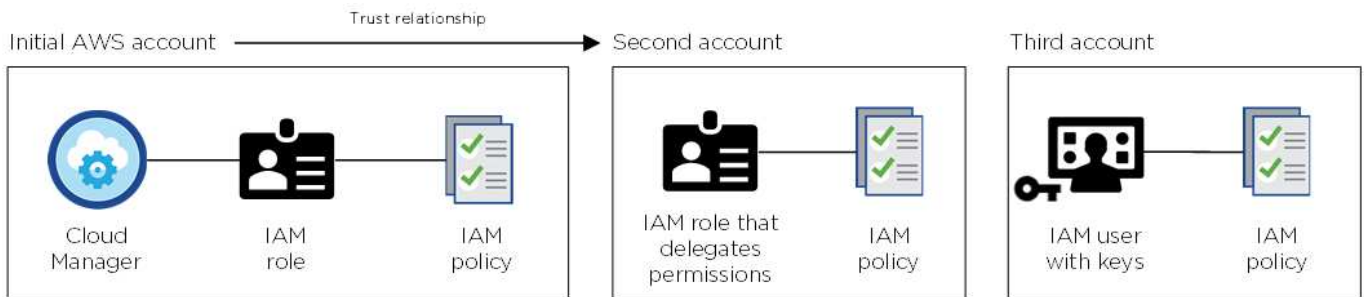 Trust relationship
Initial AWS account
Second account
Third account
Cloud
Manager
IAM
role
IAM
policy
IAM role that
delegates
permissions
IAM
policy
IAM user
with keys
IAM
policy